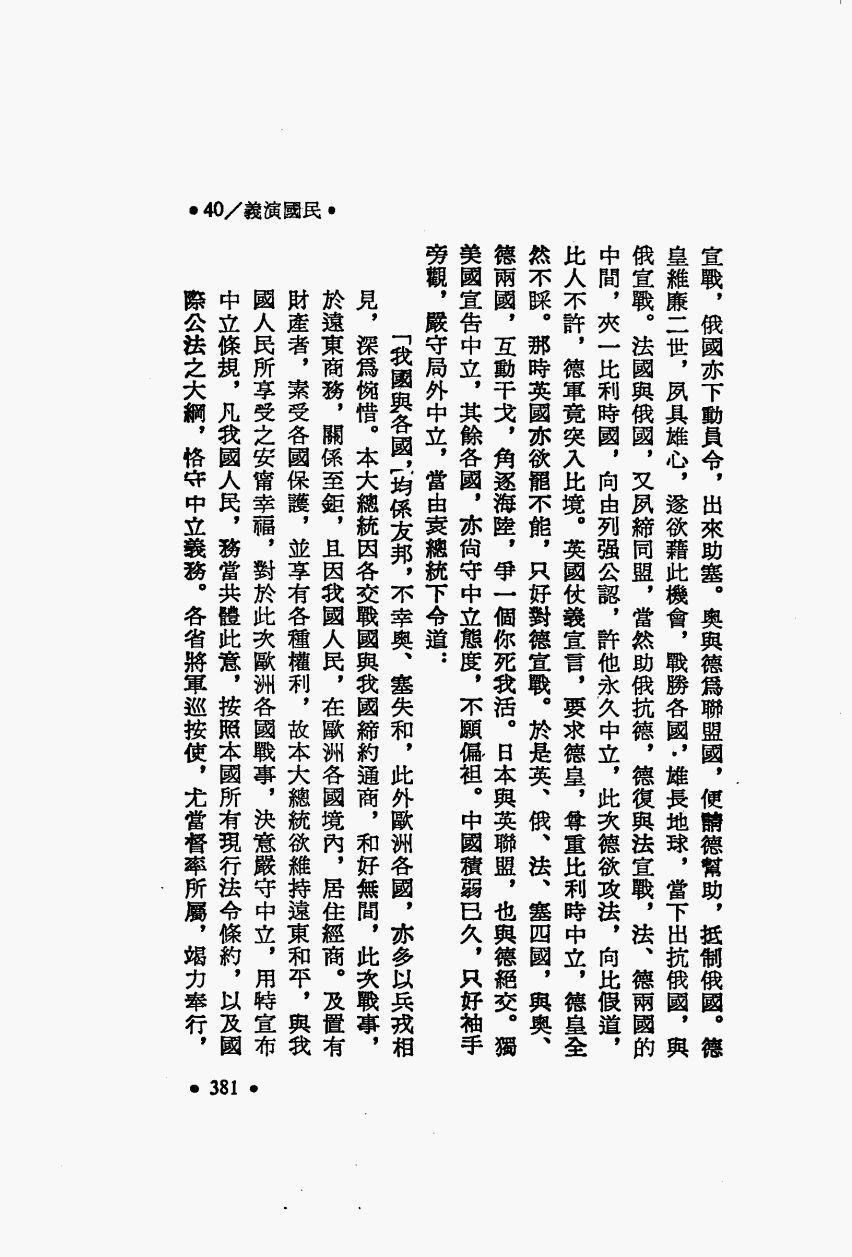 •40／義演國民•
宣戰，俄國亦下動員令，出來助塞。奧與德爲聯盟國，便請德幫助，抵制俄國。德
皇維廉二世，夙具雄心，遂欲藉此機會，戰勝各國，雄長地球，當下出抗俄國，與
俄宣戰。法國與俄國，又夙締同盟，當然助俄抗德，德復與法宣戰，法、德兩國的
中間，夾一比利時國，向由列强公認，許他永久中立，此次德欲攻法，向比假道，
比人不許，德軍竟突入比境。英國仗義宣言，要求德皇，尊重比利時中立，德皇全
然不睬。那時英國亦欲罷不能，只好對德宣戰。於是英、俄、法、塞四國，與奧、
德兩國，互動干戈，角逐海陸，爭一個你死我活。日本與英聯盟，也與德絕交。獨
美國宣告中立，其餘各國，亦尙守中立態度，不願偏袒。中國積弱已久，只好袖手
旁觀，嚴守局外中立，當由袁總統下令道：
「我國與各國，均係友邦，不幸奧、塞失和，此外歐洲各國，亦多以兵戎相
見，深爲惋惜。本大總統因各交戰國與我國締約通商，和好無間，此次戰事，
於遠東商務，關係至鉅，且因我國人民，在歐洲各國境內，居住經商。及置有
財產者，素受各國保護，並享有各種權利，故本大總統欲維持遠東和平，與我
國人民所享受之安甯幸福，對於此次歐洲各國戰事，決意嚴守中立，用特宣布
中立條規，凡我國人民，務當共體此意，按照本國所有現行法令條約，以及國
際公法之大綱，恪守中立義務。各省將軍巡按使，尤當督率所屬，竭力奉行，
•381•